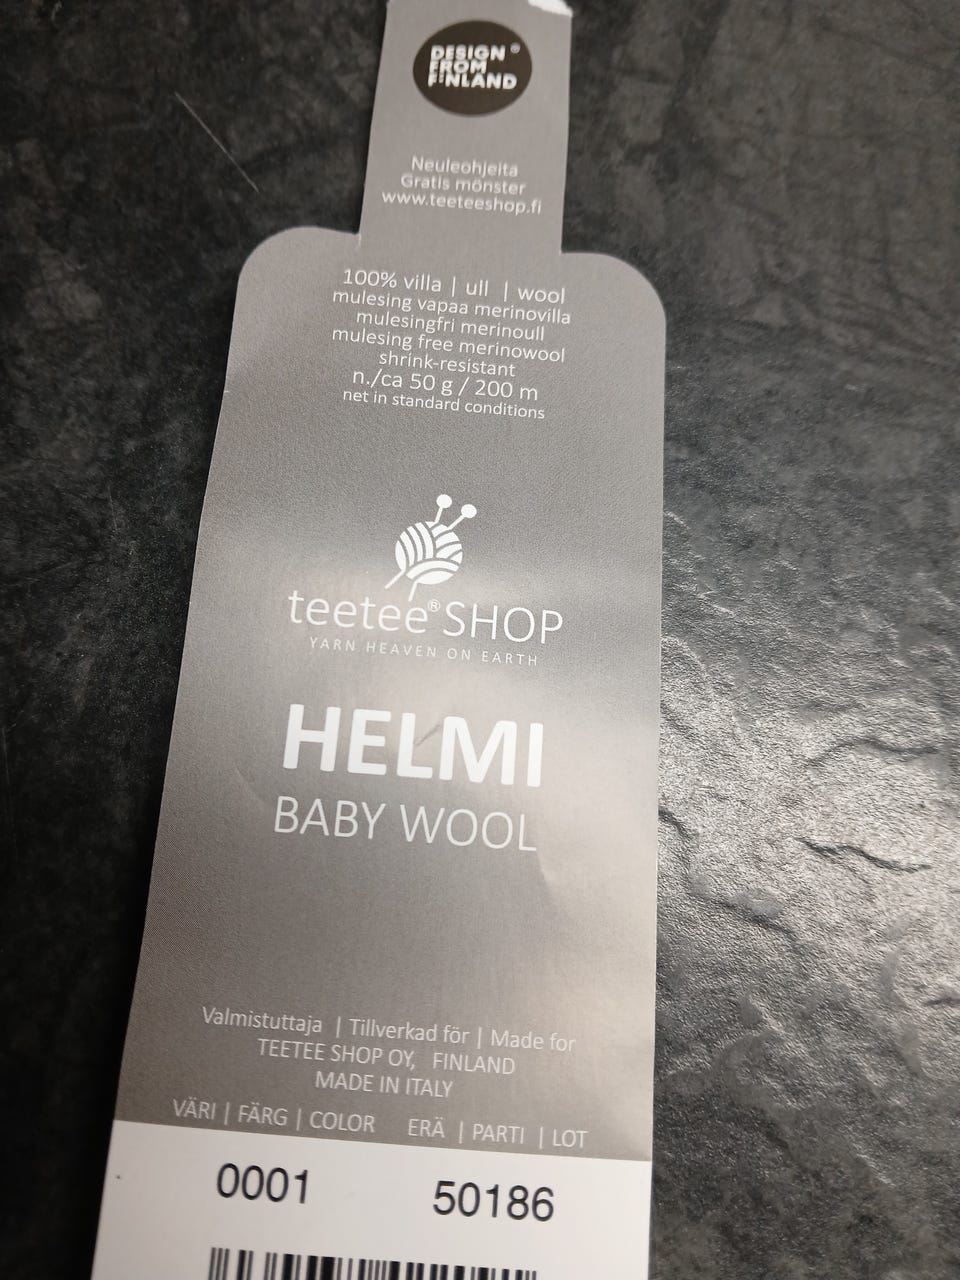 DESIGN ®
FROM
FINLAND
Neuleohjeita
Gratis mönster
www.teeteeshop.fi
100% villa | ull | wool
mulesing vapaa merinovilla
mulesingfri merinoull
mulesing free merinowool
shrink-resistant
n./ca 50 g / 200 m
net in standard conditions
teetee® SHOP
YARN HEAVEN ON EARTH
HELMI
BABY WOOL
Valmistuttaja | Tillverkad för | Made for
TEETEE SHOP OY, FINLAND
MADE IN ITALY
VÄRI | FÄRG | COLOR ERÄ | PARTI | LOT
0001 50186